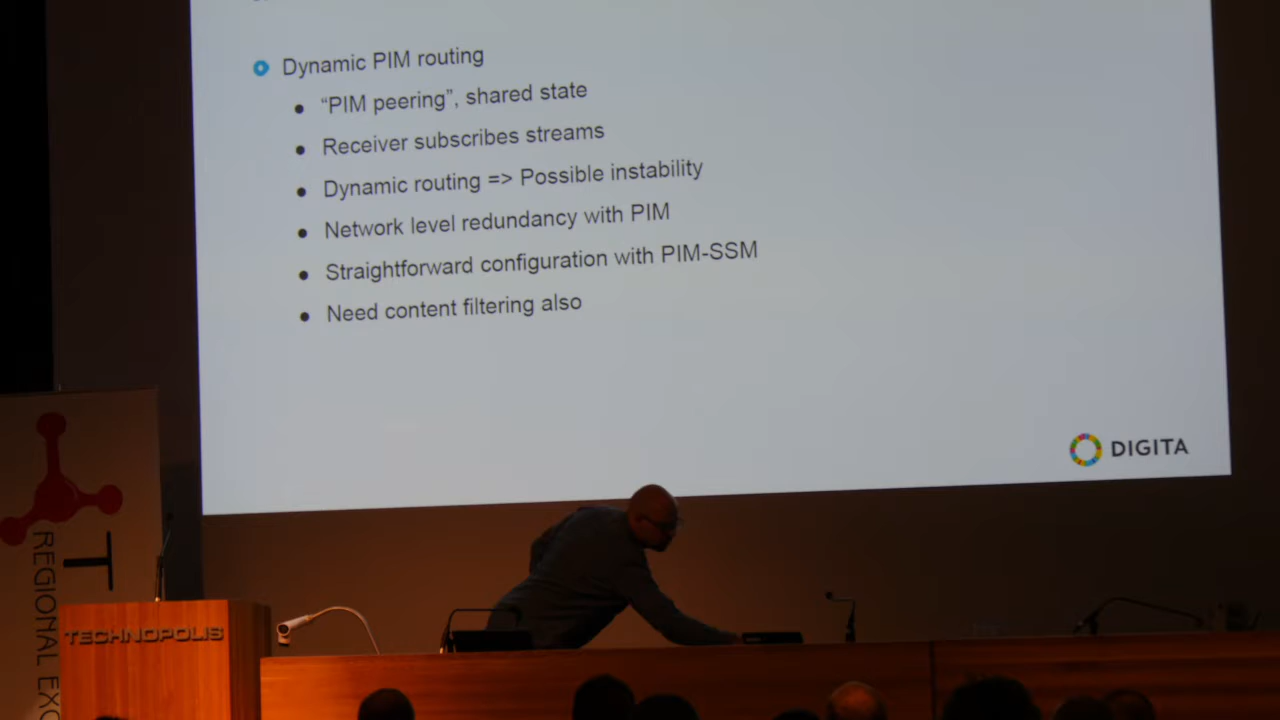 Dynamic PIM routing
“PIM peering”, shared state
Receiver subscribes streams
Dynamic routing => Possible instability
Network level redundancy with PIM
Straightforward configuration with PIM-SSM
Need content filtering also
DIGITA
T
REGIONAL EXC
TECHNOPOLIS